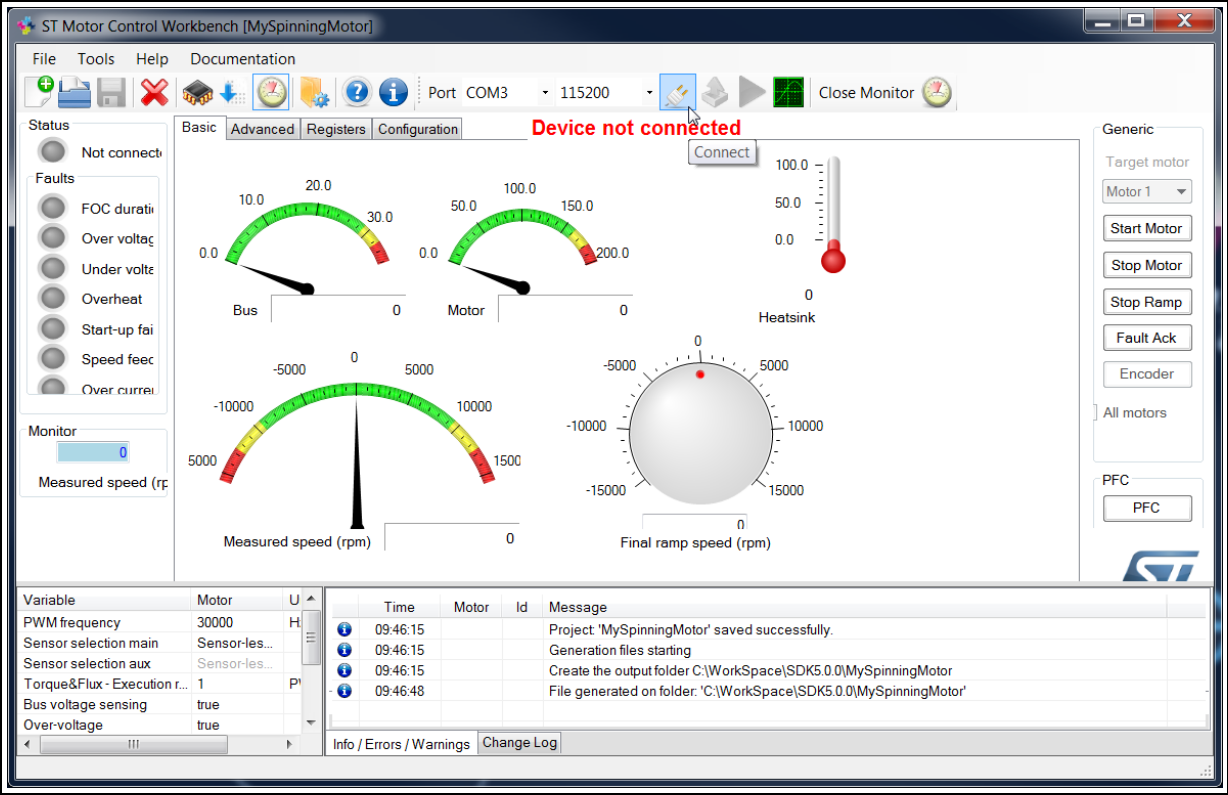 ST Motor Control Workbench [MySpinningMotor]
File Tools Help Documentation
Port COM3 115200 Close Monitor
Status
Not connecte
Faults
FOC duratio
Over voltag
Under volta
Overheat
Start-up fai
Speed feed
Over curre
Monitor
0
Measured speed (rp
Basic Advanced Registers Configuration
Device not connected
Connect
0.0 10.0 20.0 30.0
Bus 0
0.0 50.0 100.0 150.0 200.0
Motor 0
100.0
50.0
0.0
0
Heatsink
5000 -10000 -5000 0 5000 10000 1500
Measured speed (rpm) 0
-15000 -10000 -5000 0 5000 10000 15000
0
Final ramp speed (rpm)
Generic
Target motor
Motor 1
Start Motor
Stop Motor
Stop Ramp
Fault Ack
Encoder
All motors
PFC
PFC
ST
Variable Motor U
PWM frequency 30000 H
Sensor selection main Sensor-les...
Sensor selection aux Sensor-les...
Torque&Flux - Execution r... 1 P
Bus voltage sensing true
Over-voltage true
Time Motor Id Message
09:46:15 Project 'MySpinningMotor' saved successfully.
09:46:15 Generation files starting
09:46:15 Create the output folder C:\WorkSpace\SDK5.0.0\MySpinningMotor
09:46:48 File generated on folder: 'C:\WorkSpace\SDK5.0.0\MySpinningMotor'
Info / Errors / Warnings Change Log